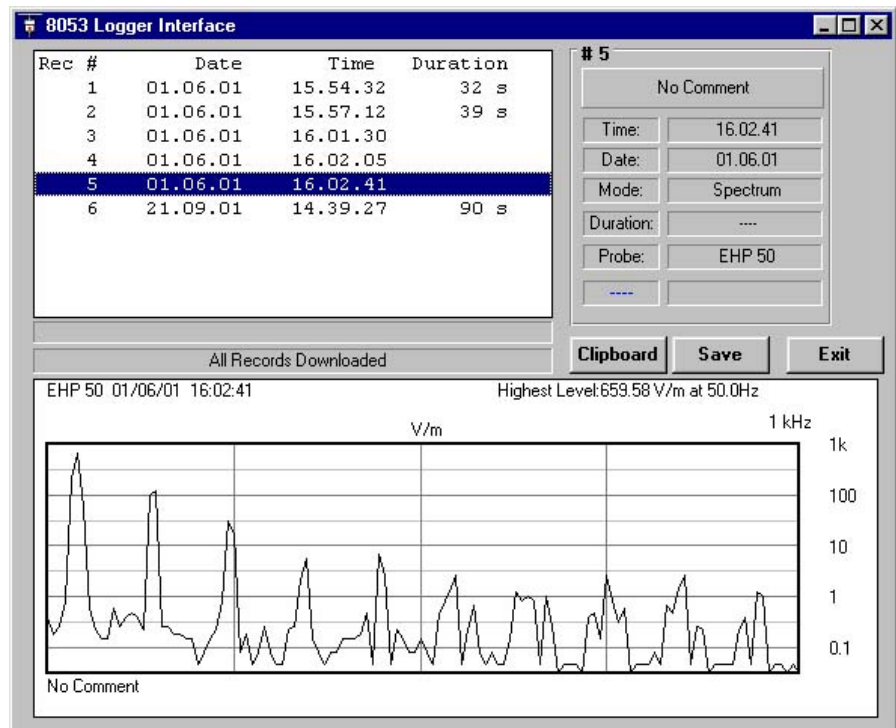 8053 Logger Interface
Rec # Date Time Duration
1 01.06.01 15.54.32 32 s
2 01.06.01 15.57.12 39 s
3 01.06.01 16.01.30
4 01.06.01 16.02.05
5 01.06.01 16.02.41
6 21.09.01 14.39.27 90 s
# 5
No Comment
Time: 16.02.41
Date: 01.06.01
Mode: Spectrum
Duration: ----
Probe: EHP 50
----
All Records Downloaded
Clipboard Save Exit
EHP 50 01/06/01 16:02:41 Highest Level:659.58 V/m at 50.0Hz
V/m 1 kHz
1k
100
10
1
0.1
No Comment